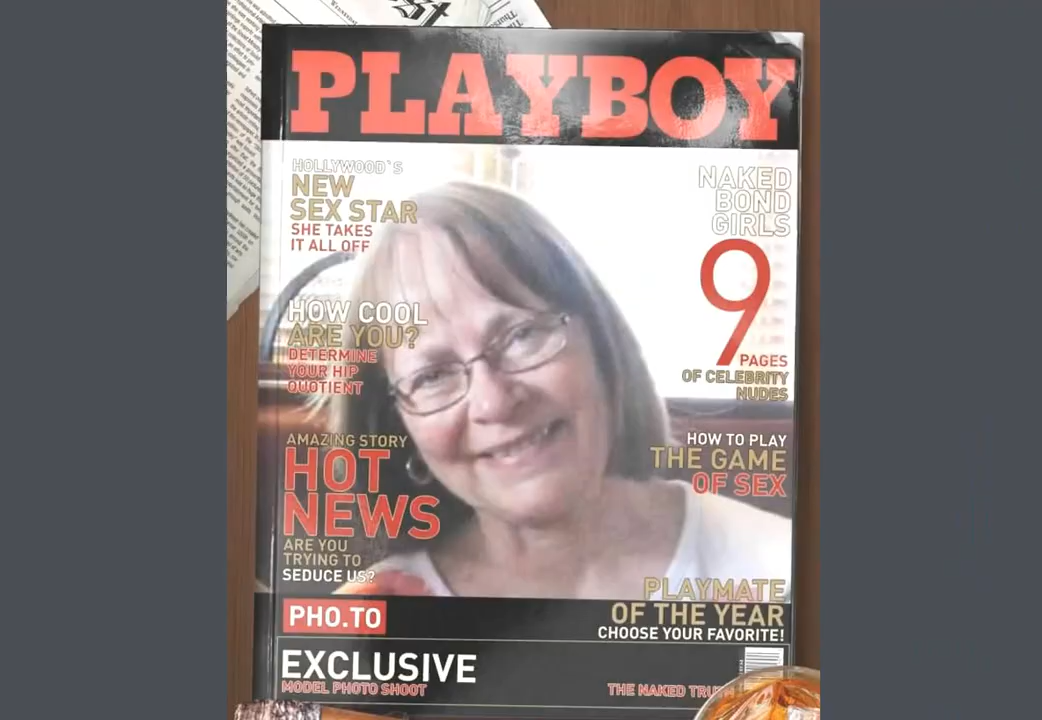 PLAYBOY
HOLLYWOOD`S
NEW
SEX STAR
SHE TAKES
IT ALL OFF
NAKED
BOND
GIRLS
9
PAGES
OF CELEBRITY
NUDES
HOW COOL
ARE YOU?
DETERMINE
YOUR HIP
QUOTIENT
AMAZING STORY
HOT
NEWS
ARE YOU
TRYING TO
SEDUCE US?
HOW TO PLAY
THE GAME
OF SEX
PLAYMATE
OF THE YEAR
CHOOSE YOUR FAVORITE!
PHO.TO
EXCLUSIVE
MODEL PHOTO SHOOT
THE NAKED